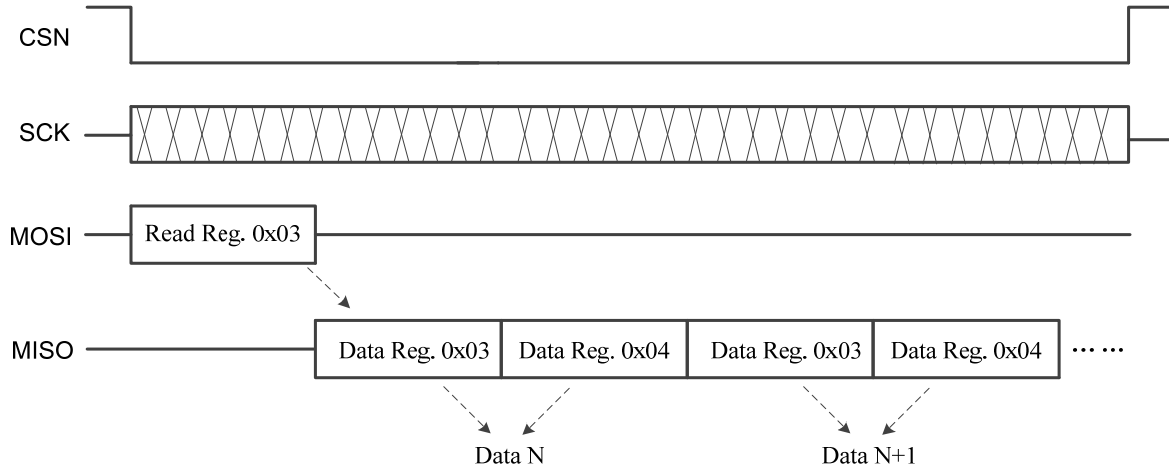 CSN
SCK
MOSI
Read Reg. 0x03
MISO
Data Reg. 0x03
Data Reg. 0x04
Data Reg. 0x03
Data Reg. 0x04
... ...
Data N
Data N+1